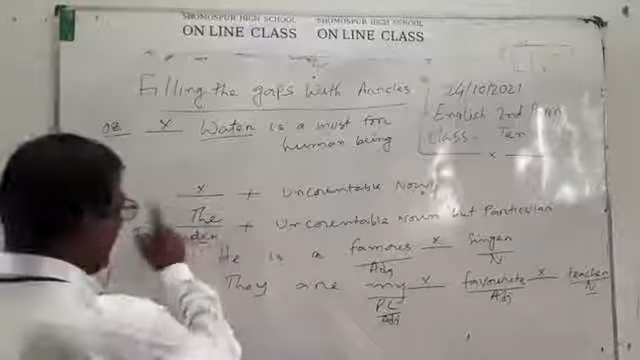 SHOMOSPUR HIGH SCHOOL SHOMOSPUR HIGH SCHOOL
ON LINE CLASS ON LINE CLASS
Filling the gaps With Articles
24/10/2021
English 2nd
Class - Ten
x
08. x Water is a must for
human being
x + Uncountable Noun
The + Uncountable Noun but Particular
He is a famous x Singer
Adj N
They are my x favourite x teacher
Adj Adj N